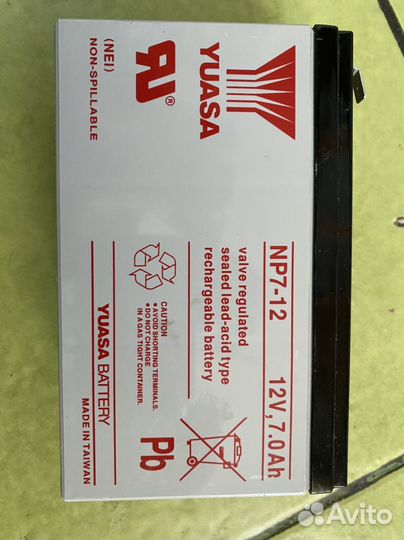 YUASA
(NEI)
NON-SPILLABLE
NP7-12 12V,7.0Ah
valve regulated
sealed lead-acid type
rechargeable battery
CAUTION
• AVOID SHORTING TERMINALS.
• DO NOT CHARGE
IN A GAS TIGHT CONTAINER.
Pb
YUASA BATTERY
MADE IN TAIWAN
Avito